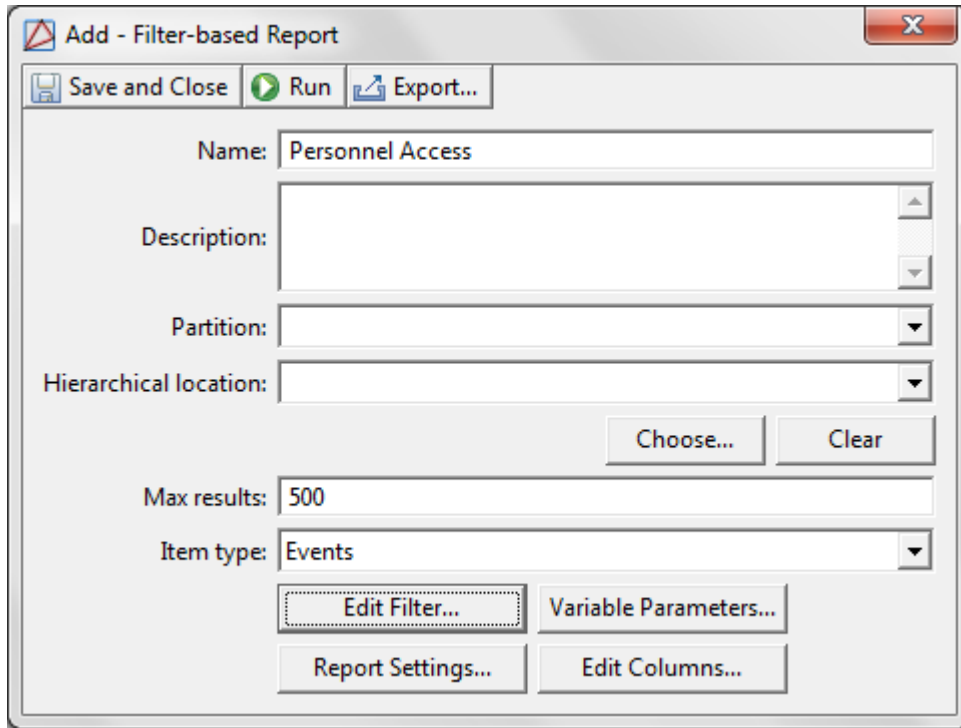 Add - Filter-based Report
Save and Close Run Export...
Name: Personnel Access
Description:
Partition:
Hierarchical location:
Choose... Clear
Max results: 500
Item type: Events
Edit Filter... Variable Parameters...
Report Settings... Edit Columns...